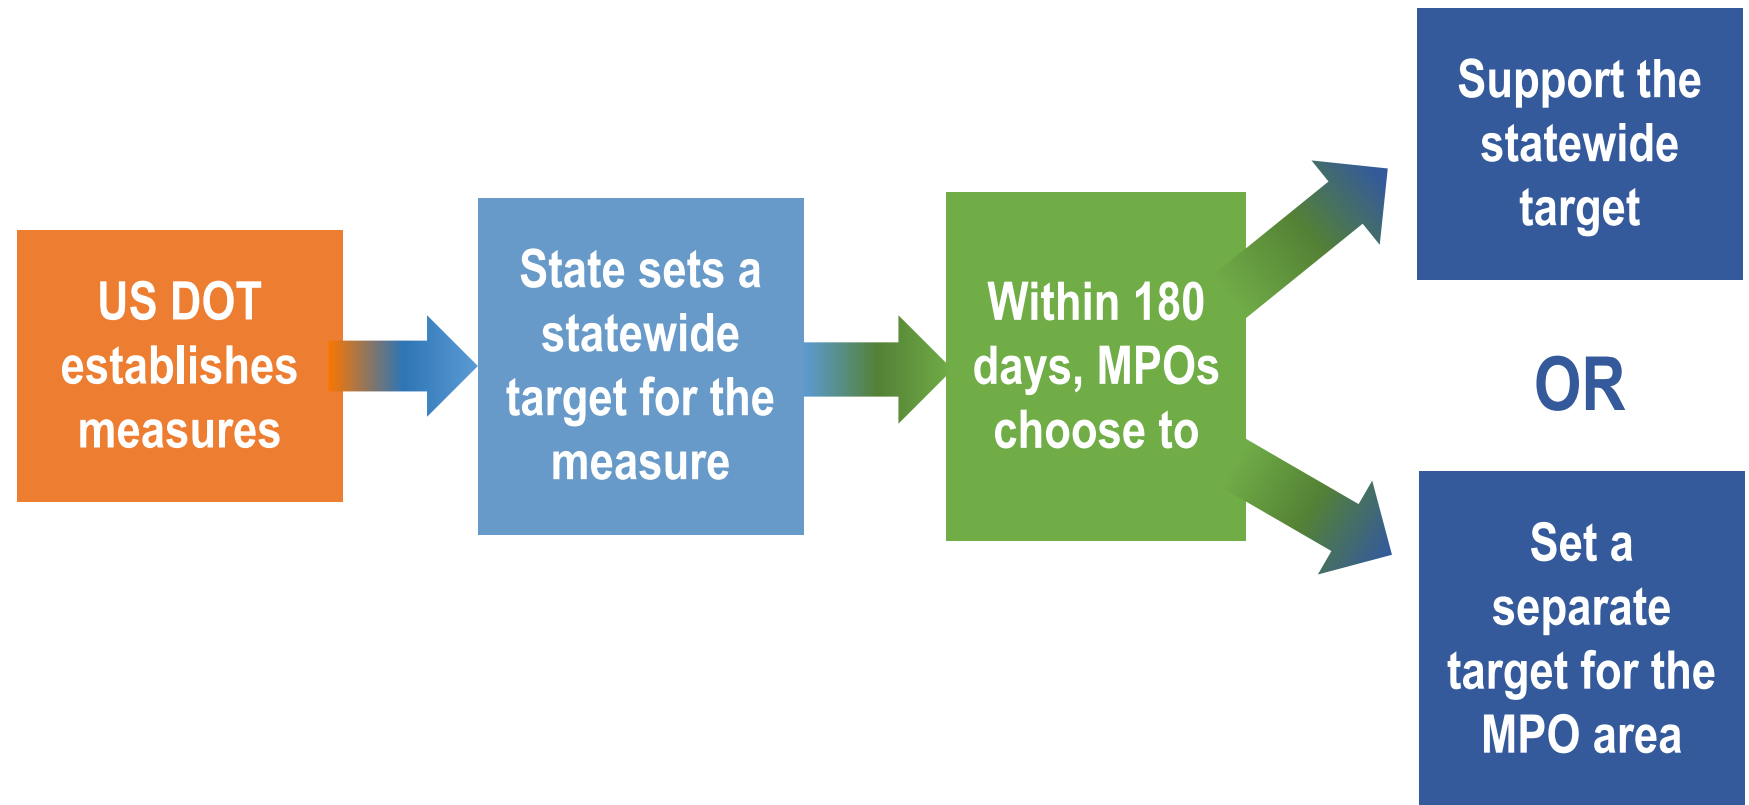 US DOT
establishes
measures
State sets a
statewide
target for the
measure
Within 180
days, MPOs
choose to
Support the
statewide
target
OR
Set a
separate
target for the
MPO area